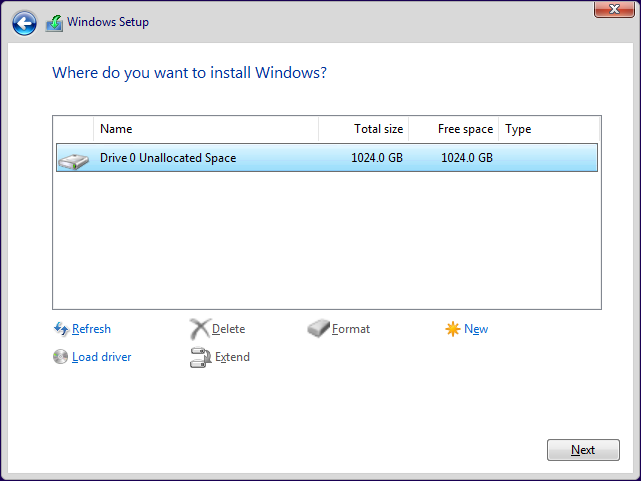 Windows Setup
Where do you want to install Windows?
Name Total size Free space Type
Drive 0 Unallocated Space 1024.0 GB 1024.0 GB
Refresh Delete Format New
Load driver Extend
Next